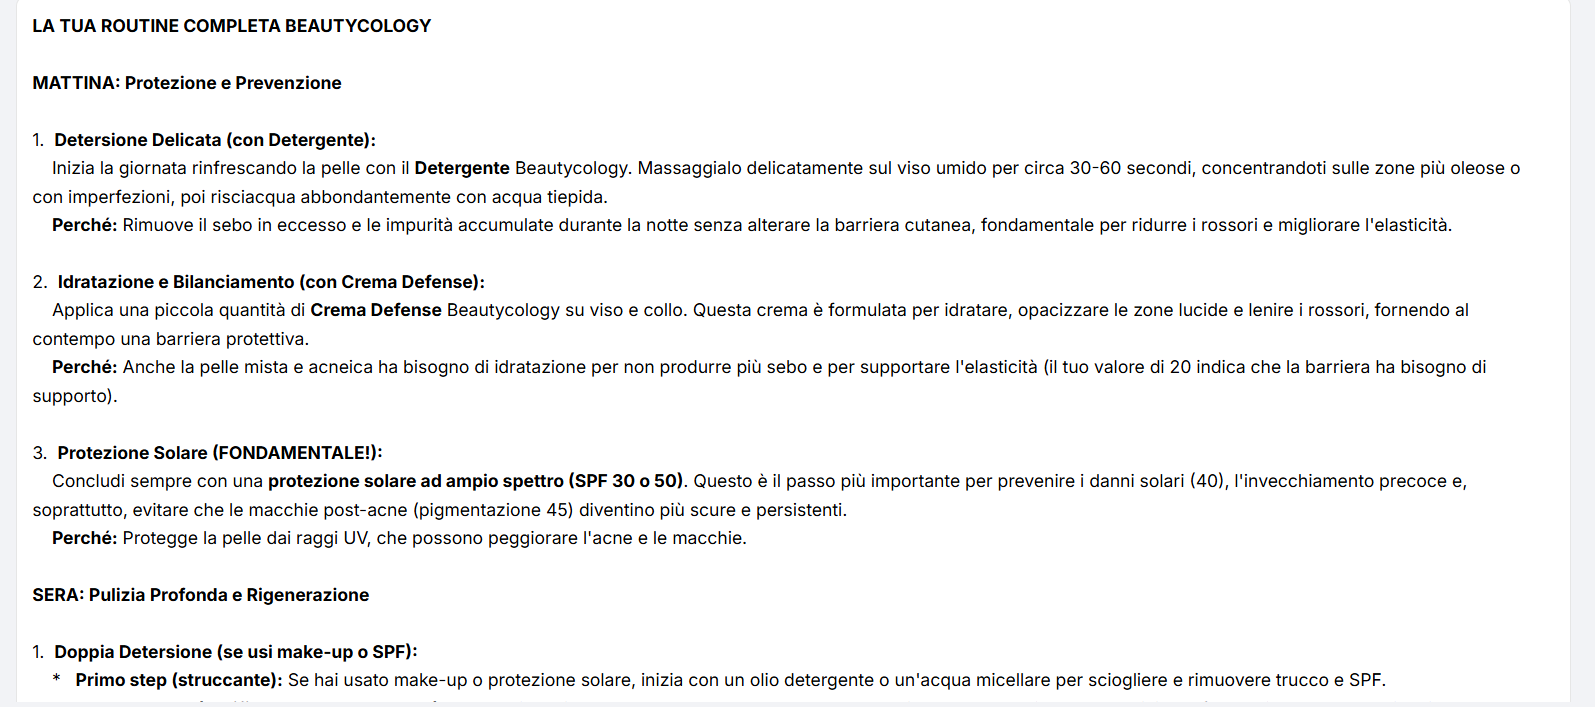 LA TUA ROUTINE COMPLETA BEAUTYCOLOGY
MATTINA: Protezione e Prevenzione
1. Detersione Delicata (con Detergente):
Inizia la giornata rinfrescando la pelle con il Detergente Beautycology. Massaggialo delicatamente sul viso umido per circa 30-60 secondi, concentrandoti sulle zone più oleose o
con imperfezioni, poi risciacqua abbondantemente con acqua tiepida.
Perché: Rimuove il sebo in eccesso e le impurità accumulate durante la notte senza alterare la barriera cutanea, fondamentale per ridurre i rossori e migliorare l'elasticità.
2. Idratazione e Bilanciamento (con Crema Defense):
Applica una piccola quantità di Crema Defense Beautycology su viso e collo. Questa crema è formulata per idratare, opacizzare le zone lucide e lenire i rossori, fornendo al
contempo una barriera protettiva.
Perché: Anche la pelle mista e acneica ha bisogno di idratazione per non produrre più sebo e per supportare l'elasticità (il tuo valore di 20 indica che la barriera ha bisogno di
supporto).
3. Protezione Solare (FONDAMENTALE!):
Concludi sempre con una protezione solare ad ampio spettro (SPF 30 o 50). Questo è il passo più importante per prevenire i danni solari (40), l'invecchiamento precoce e,
soprattutto, evitare che le macchie post-acne (pigmentazione 45) diventino più scure e persistenti.
Perché: Protegge la pelle dai raggi UV, che possono peggiorare l'acne e le macchie.
SERA: Pulizia Profonda e Rigenerazione
1. Doppia Detersione (se usi make-up o SPF):
* Primo step (struccante): Se hai usato make-up o protezione solare, inizia con un olio detergente o un'acqua micellare per sciogliere e rimuovere trucco e SPF.